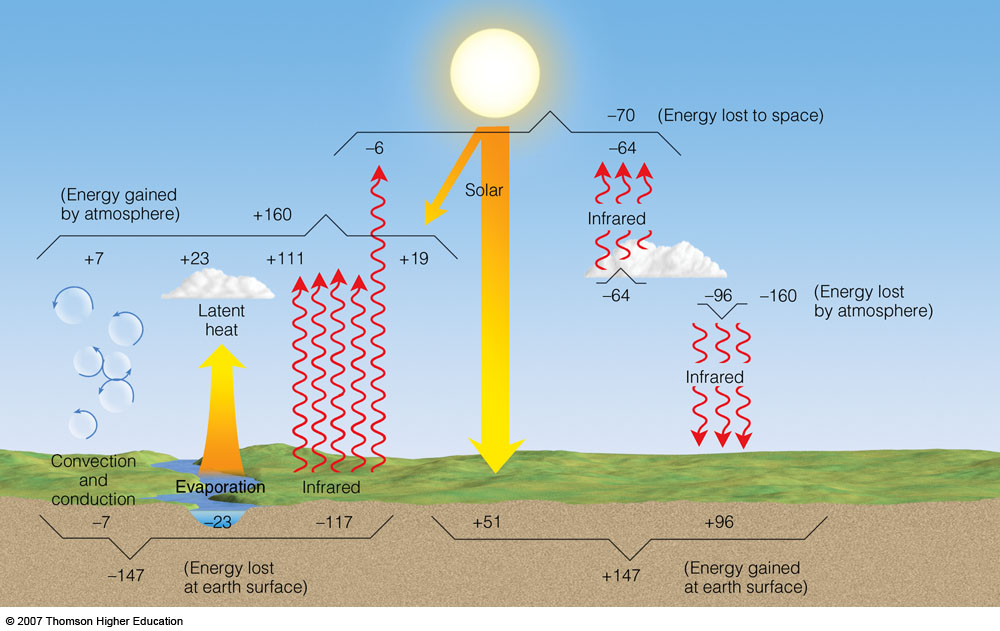 −70 (Energy lost to space)
−6
−64
Solar
(Energy gained
by atmosphere)
+160
Infrared
+7
+23
+111
+19
−64
−96
−160
(Energy lost
by atmosphere)
Latent
heat
Infrared
Convection
and
conduction
Evaporation
Infrared
−7
−23
−117
+51
+96
−147
(Energy lost
at earth surface)
+147
(Energy gained
at earth surface)
© 2007 Thomson Higher Education